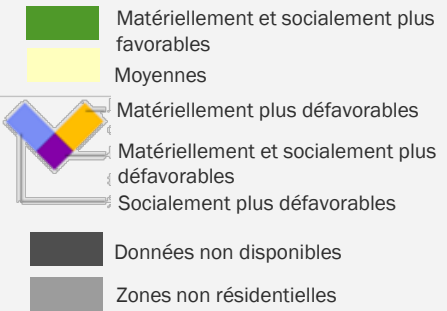 Matériellement et socialement plus
favorables
Moyennes
Matériellement plus défavorables
Matériellement et socialement plus
défavorables
Socialement plus défavorables
Données non disponibles
Zones non résidentielles